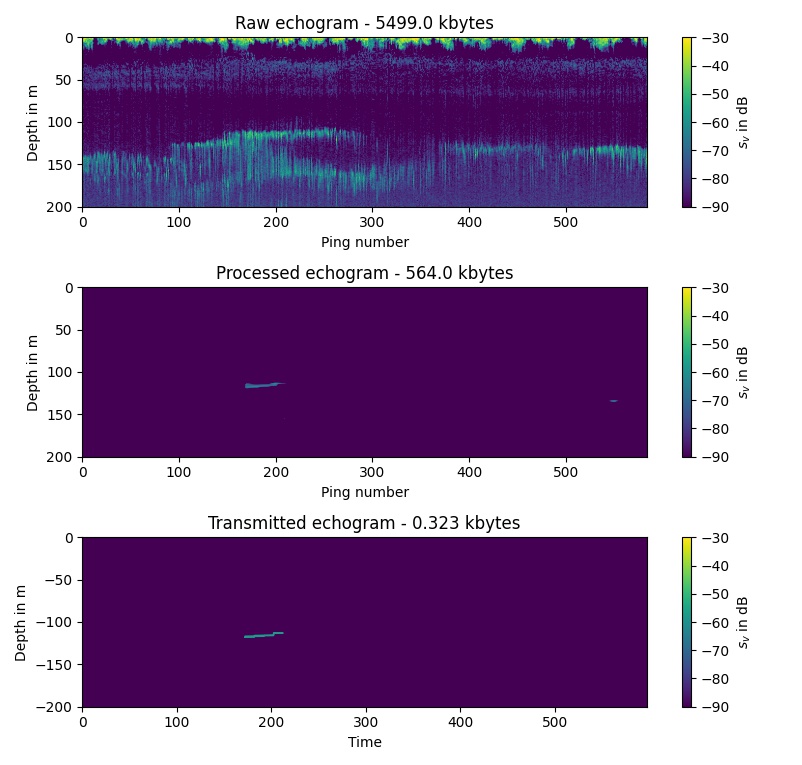 Raw echogram - 5499.0 kbytes
0
50
100
150
200
Depth in m
0 100 200 300 400 500
Ping number
−30
−40
−50
−60
−70
−80
−90
sv in dB
Processed echogram - 564.0 kbytes
0
50
100
150
200
Depth in m
0 100 200 300 400 500
Ping number
−30
−40
−50
−60
−70
−80
−90
sv in dB
Transmitted echogram - 0.323 kbytes
0
−50
−100
−150
−200
Depth in m
0 100 200 300 400 500
Time
−30
−40
−50
−60
−70
−80
−90
sv in dB